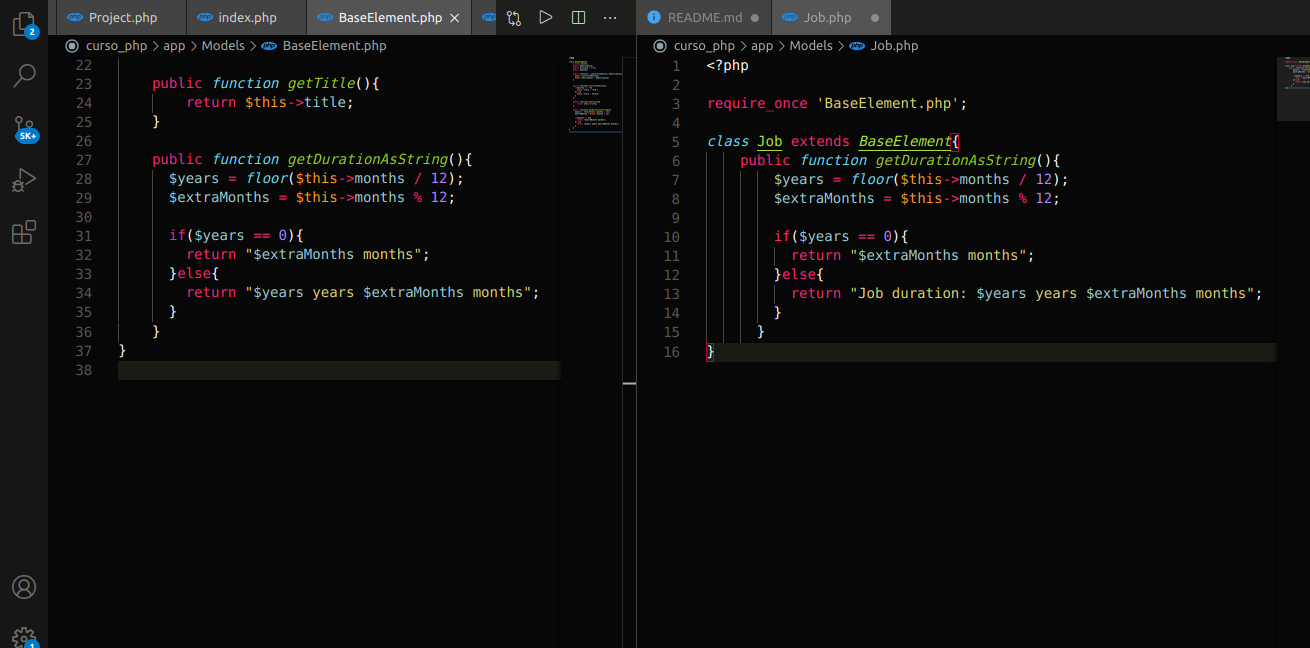 Project.php
index.php
BaseElement.php
curso_php > app > Models > BaseElement.php
22
23 public function getTitle(){
24 return $this->title;
25 }
26
27 public function getDurationAsString(){
28 $years = floor($this->months / 12);
29 $extraMonths = $this->months % 12;
30
31 if($years == 0){
32 return "$extraMonths months";
33 }else{
34 return "$years years $extraMonths months";
35 }
36 }
37 }
38
README.md
Job.php
curso_php > app > Models > Job.php
1 <?php
2
3 require_once 'BaseElement.php';
4
5 class Job extends BaseElement{
6 public function getDurationAsString(){
7 $years = floor($this->months / 12);
8 $extraMonths = $this->months % 12;
9
10 if($years == 0){
11 return "$extraMonths months";
12 }else{
13 return "Job duration: $years years $extraMonths months";
14 }
15 }
16 }
2
5K+
1